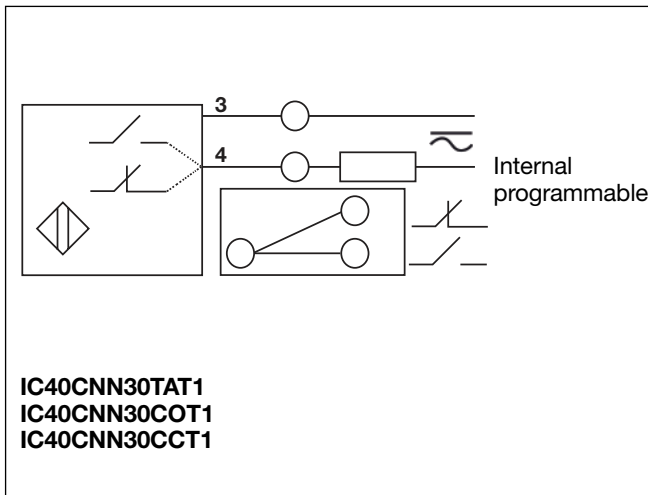 3
4
Internal
programmable
IC40CNN30TAT1
IC40CNN30COT1
IC40CNN30CCT1